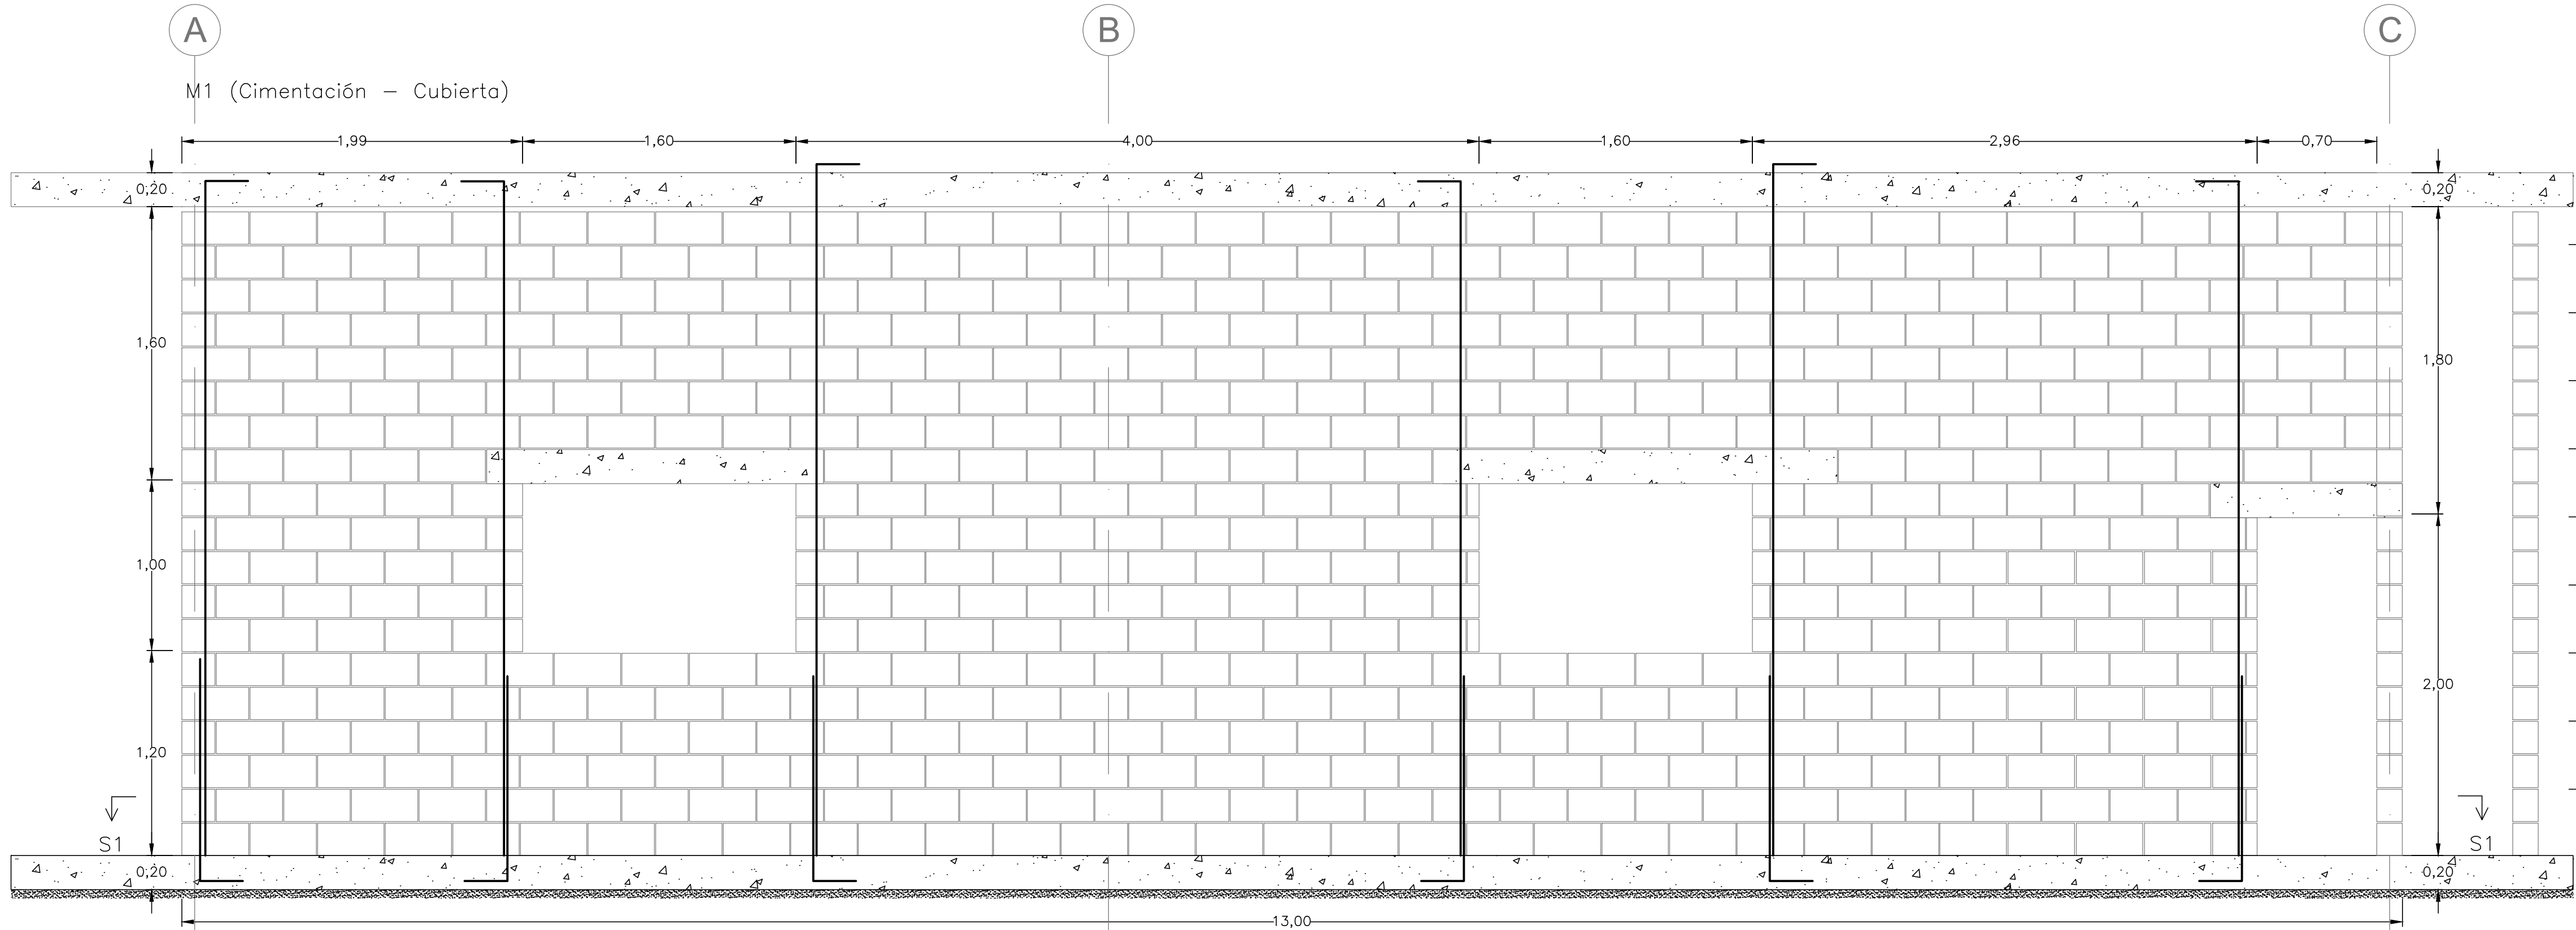 A B C
M1 (Cimentación - Cubierta)
1,99 1,60 4,00 1,60 2,96 0,70
0,20 0,20
1,60 1,80
1,00
2,00
1,20
S1 S1
0,20 0,20
13,00